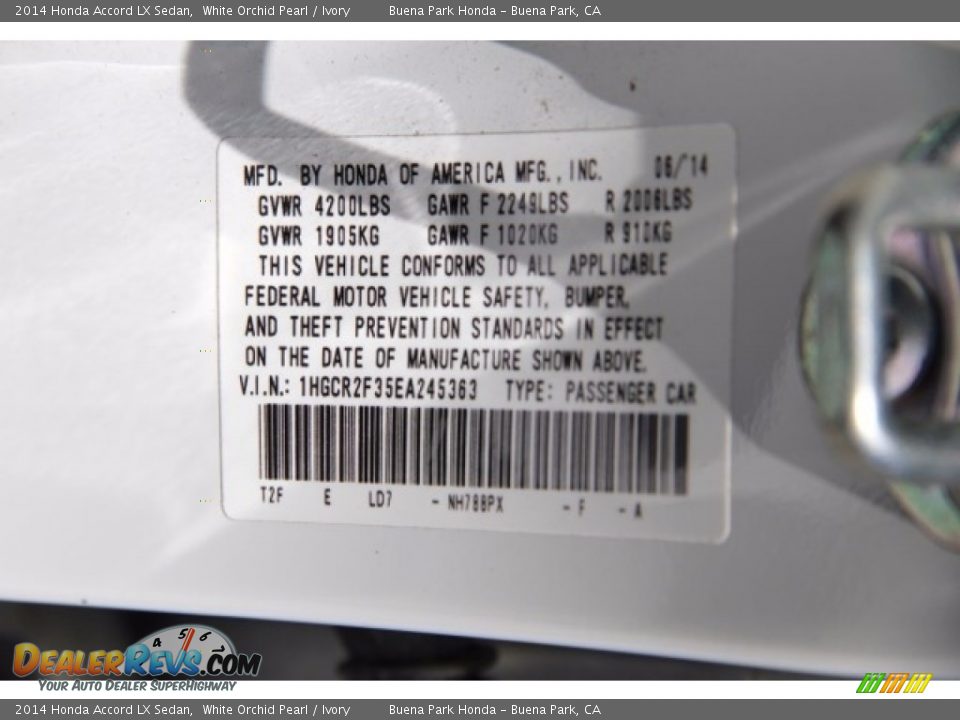 2014 Honda Accord LX Sedan, White Orchid Pearl / Ivory Buena Park Honda - Buena Park, CA
MFD. BY HONDA OF AMERICA MFG., INC. 06/'14
GVWR 4200LBS GAWR F 2249LBS R 2006LBS
GVWR 1905KG GAWR F 1020KG R 910KG
THIS VEHICLE CONFORMS TO ALL APPLICABLE
FEDERAL MOTOR VEHICLE SAFETY, BUMPER,
AND THEFT PREVENTION STANDARDS IN EFFECT
ON THE DATE OF MANUFACTURE SHOWN ABOVE.
V.I.N.: 1HGCR2F35EA245363 TYPE: PASSENGER CAR
T2F E LD7 - NH788PX - F - A
4 5 6
DEALERREVS.COM
YOUR AUTO DEALER SUPERHIGHWAY
2014 Honda Accord LX Sedan, White Orchid Pearl / Ivory Buena Park Honda - Buena Park, CA